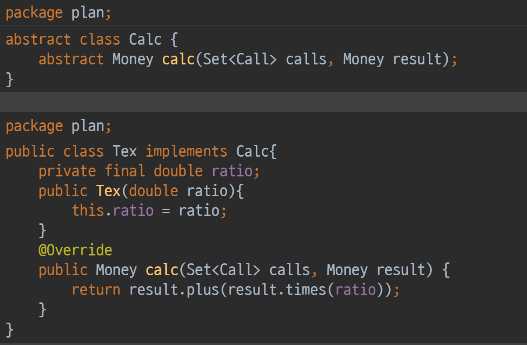 package plan;
abstract class Calc {
    abstract Money calc(Set<Call> calls, Money result);
}
package plan;
public class Tex implements Calc{
    private final double ratio;
    public Tex(double ratio){
        this.ratio = ratio;
    }
    @Override
    public Money calc(Set<Call> calls, Money result) {
        return result.plus(result.times(ratio));
    }
}